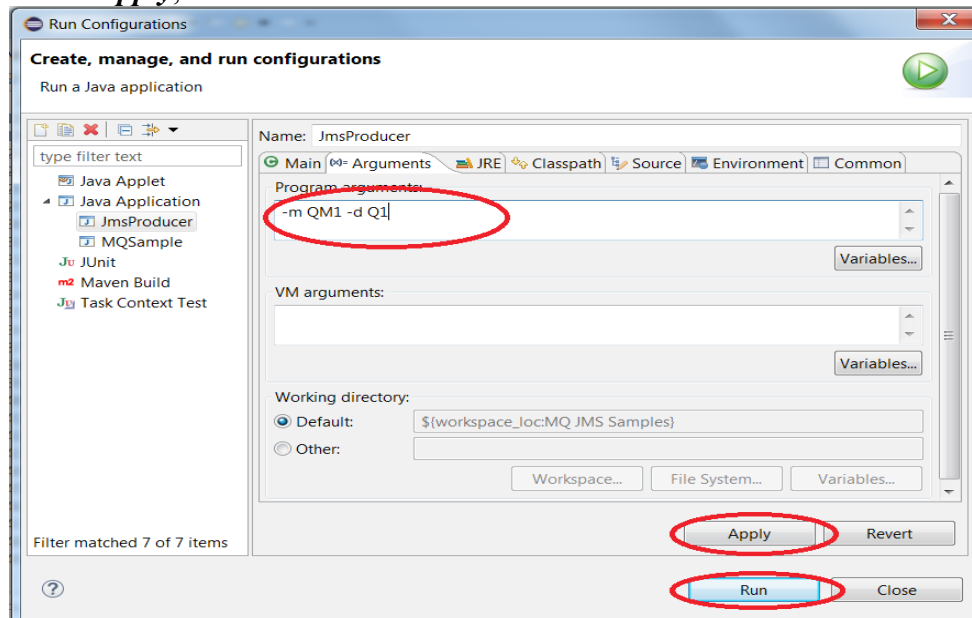 Apply,
Run Configurations
Create, manage, and run configurations
Run a Java application
type filter text
Java Applet
Java Application
JmsProducer
MQSample
Ju JUnit
m2 Maven Build
Task Context Test
Filter matched 7 of 7 items
Name: JmsProducer
Main (x)= Arguments JRE Classpath Source Environment Common
Program arguments:
-m QM1 -d Q1
Variables...
VM arguments:
Variables...
Working directory:
Default: ${workspace_loc:MQ JMS Samples}
Other:
Workspace... File System... Variables...
Apply Revert
? Run Close